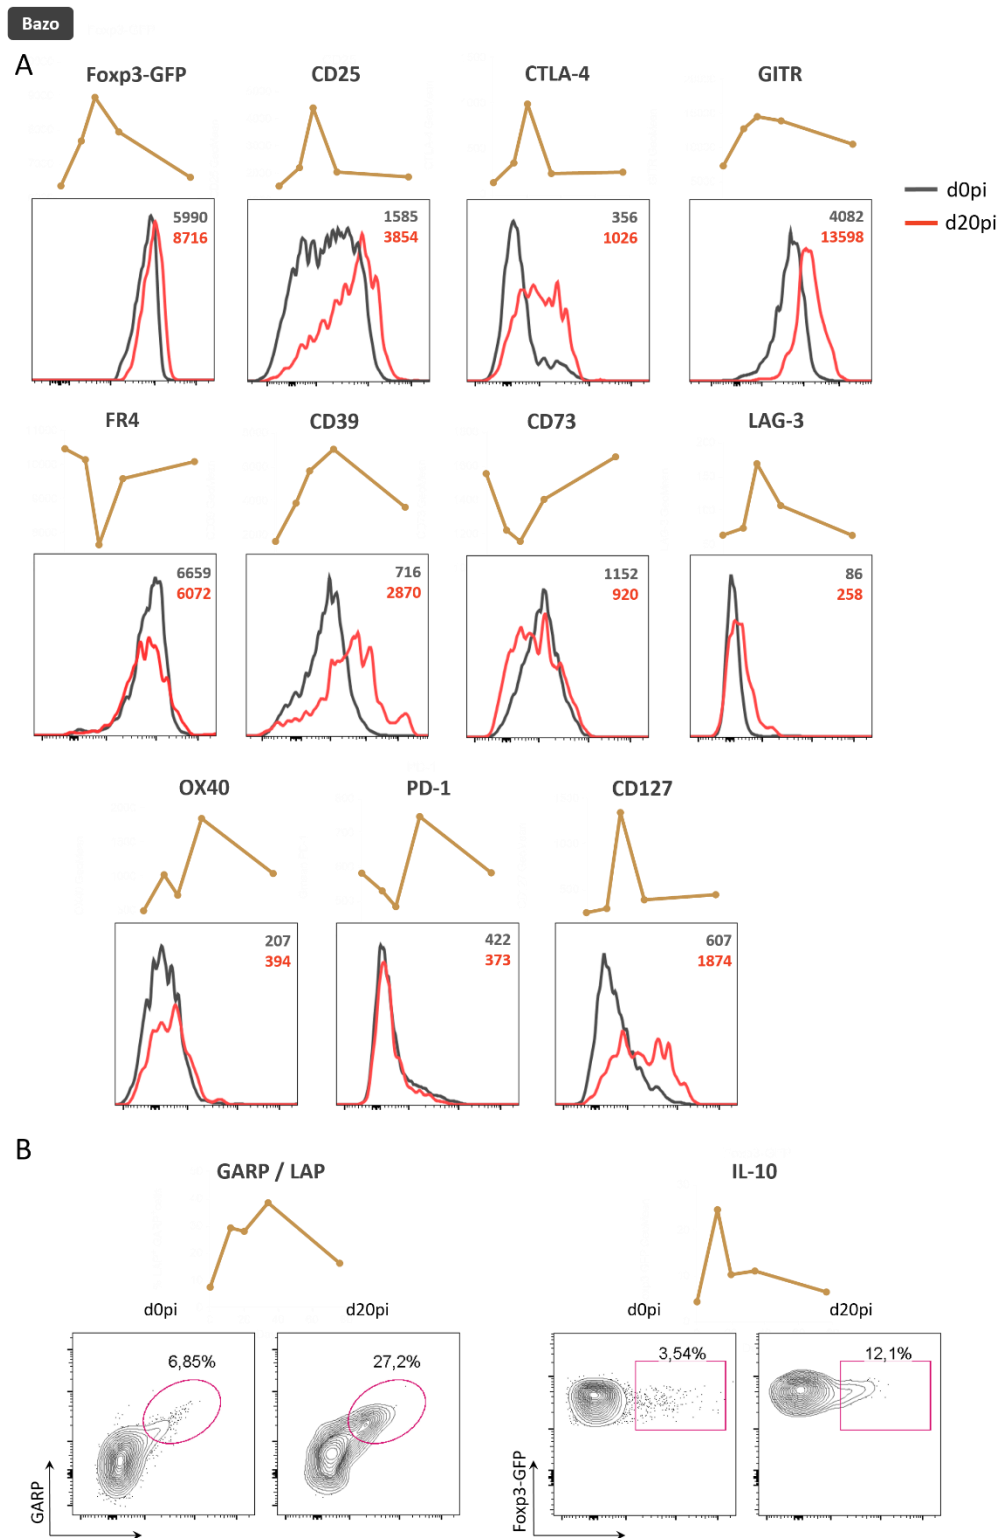 Bazo
A
Foxp3-GFP
CD25
CTLA-4
GITR
d0pi
d20pi
5990
8716
1585
3854
356
1026
4082
13598
FR4
CD39
CD73
LAG-3
6659
6072
716
2870
1152
920
86
258
OX40
PD-1
CD127
207
394
422
373
607
1874
B
GARP / LAP
IL-10
d0pi
d20pi
d0pi
d20pi
6,85%
27,2%
3,54%
12,1%
GARP
Foxp3-GFP